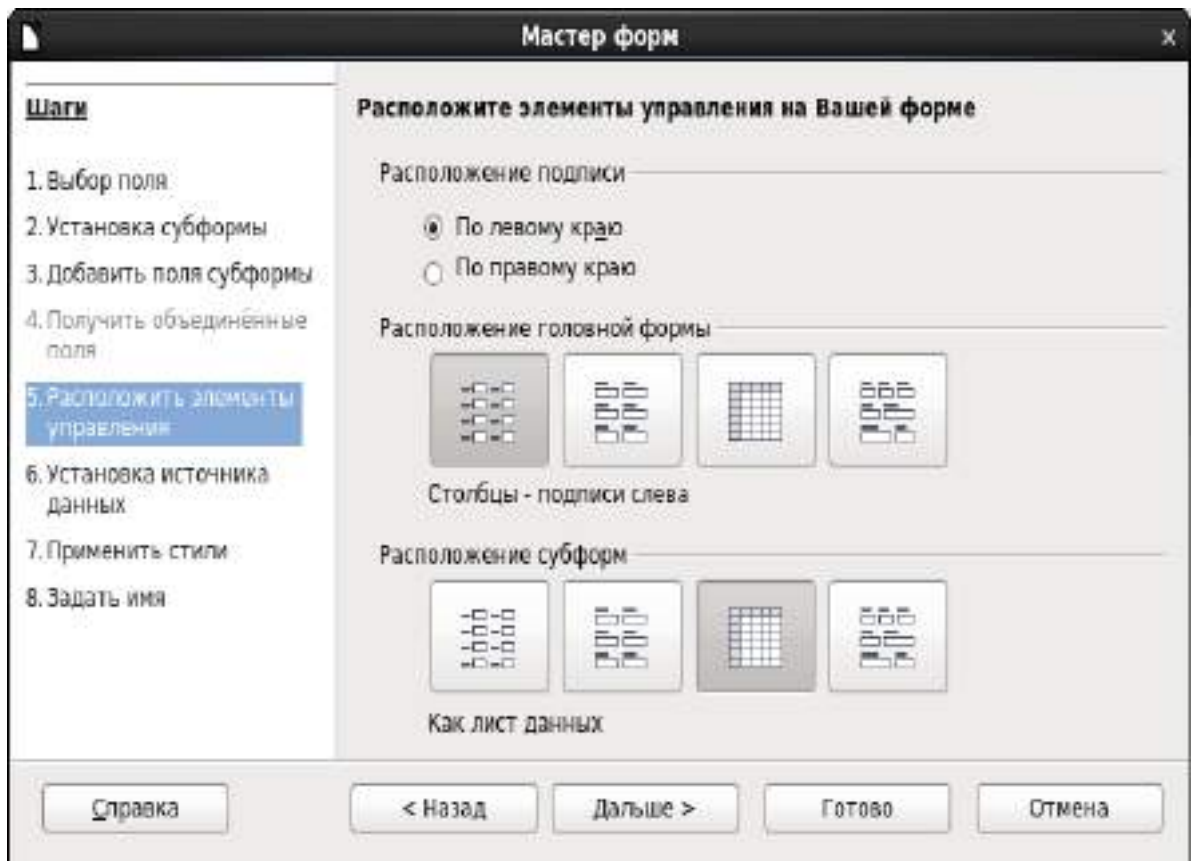 Мастер форм
Шаги
1. Выбор поля
2. Установка субформы
3. Добавить поля субформы
4. Получить объединённые
поля
5. Расположить элементы
управления
6. Установка источника
данных
7. Применить стили
8. Задать имя
Расположите элементы управления на Вашей форме
Расположение подписи
По левому краю
По правому краю
Расположение головной формы
Столбцы - подписи слева
Расположение субформ
Как лист данных
Справка
< Назад
Дальше >
Готово
Отмена